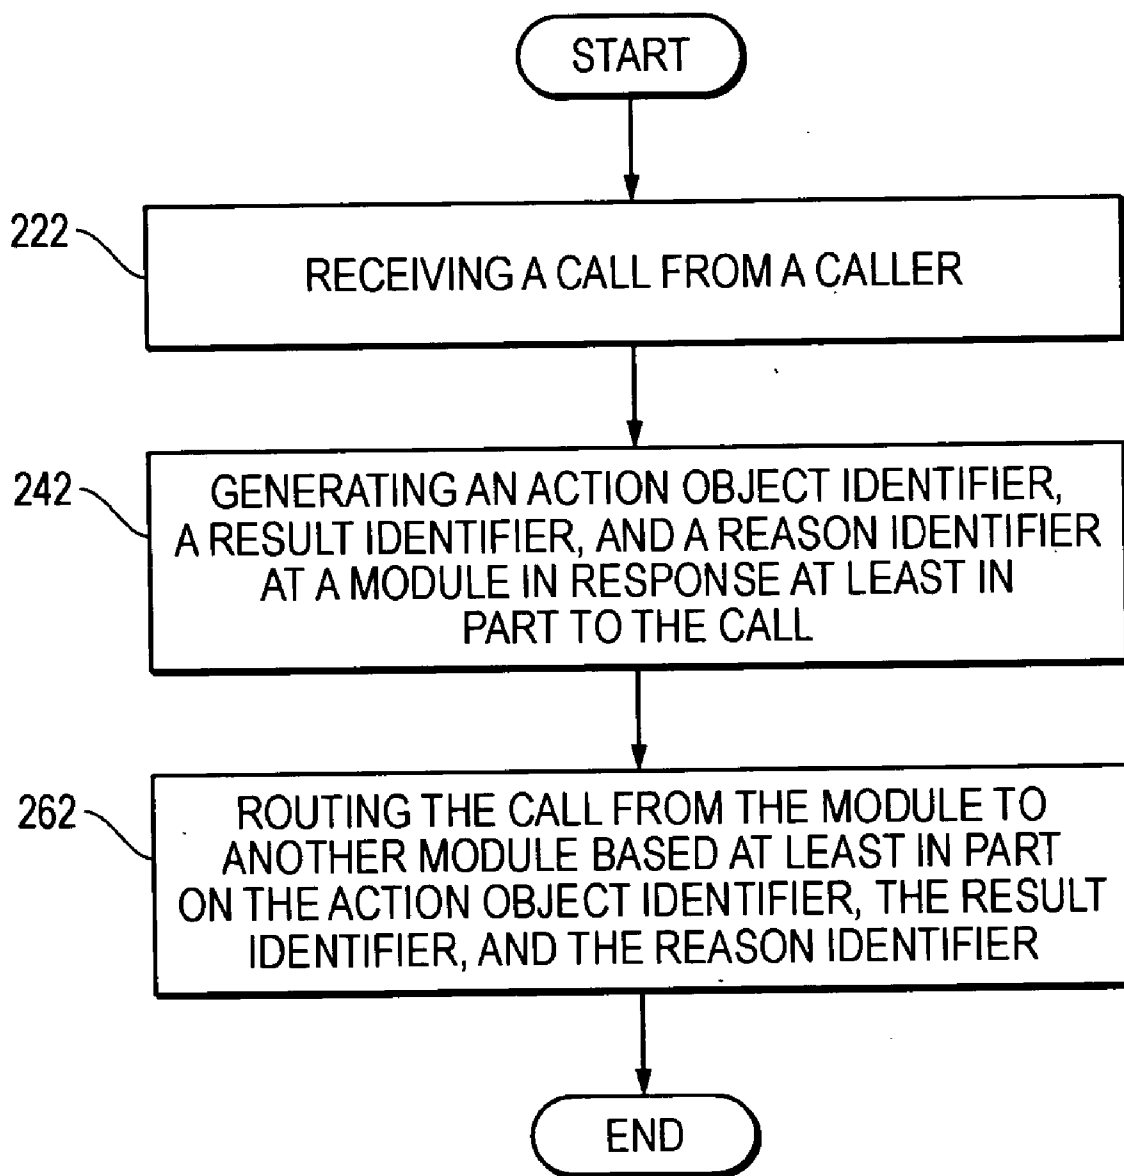 START
222
RECEIVING A CALL FROM A CALLER
242
GENERATING AN ACTION OBJECT IDENTIFIER,
A RESULT IDENTIFIER, AND A REASON IDENTIFIER
AT A MODULE IN RESPONSE AT LEAST IN
PART TO THE CALL
262
ROUTING THE CALL FROM THE MODULE TO
ANOTHER MODULE BASED AT LEAST IN PART
ON THE ACTION OBJECT IDENTIFIER, THE RESULT
IDENTIFIER, AND THE REASON IDENTIFIER
END